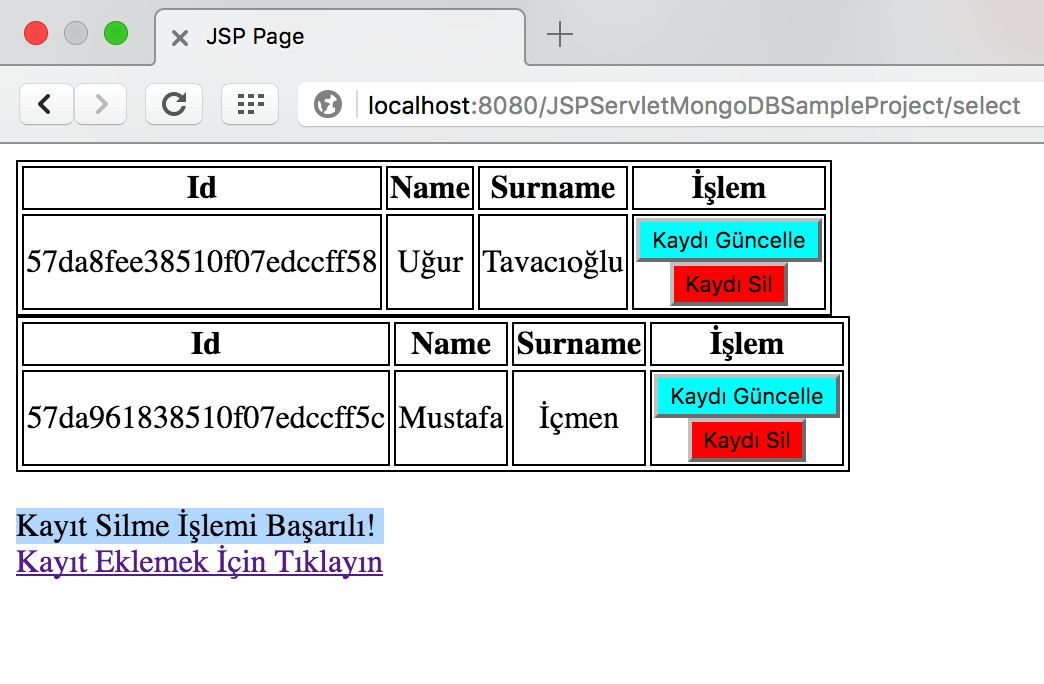 JSP Page
localhost:8080/JSPServletMongoDBSampleProject/select
Id Name Surname İşlem
57da8fee38510f07edccff58 Uğur Tavacıoğlu Kaydı Güncelle
Kaydı Sil
Id Name Surname İşlem
57da961838510f07edccff5c Mustafa İçmen Kaydı Güncelle
Kaydı Sil
Kayıt Silme İşlemi Başarılı!
Kayıt Eklemek İçin Tıklayın